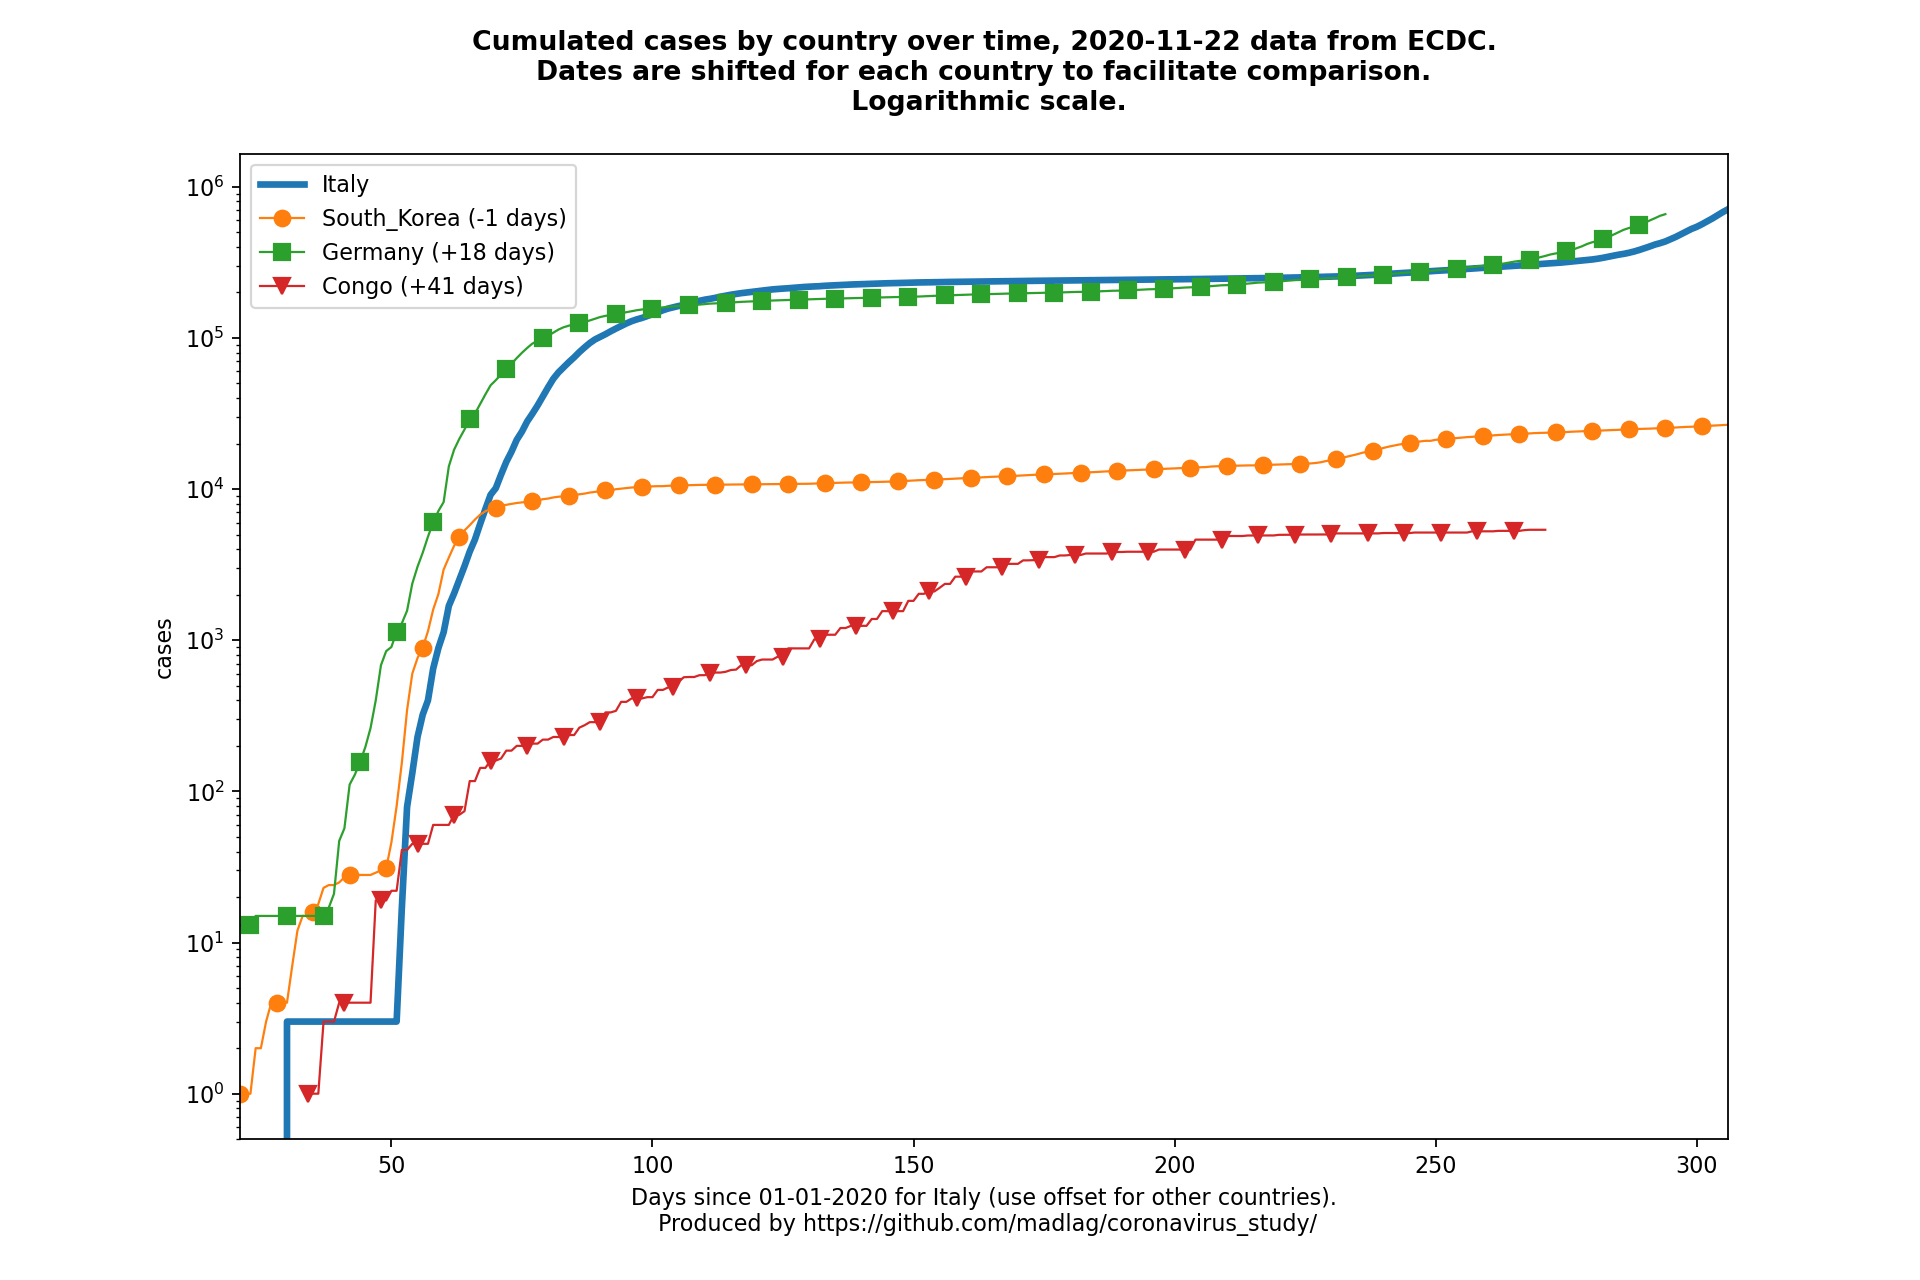 Cumulated cases by country over time, 2020-11-22 data from ECDC.
Dates are shifted for each country to facilitate comparison.
Logarithmic scale.
Italy
South_Korea (-1 days)
Germany (+18 days)
Congo (+41 days)
10^6
10^5
10^4
10^3
10^2
10^1
10^0
cases
50 100 150 200 250 300
Days since 01-01-2020 for Italy (use offset for other countries).
Produced by https://github.com/madlag/coronavirus_study/